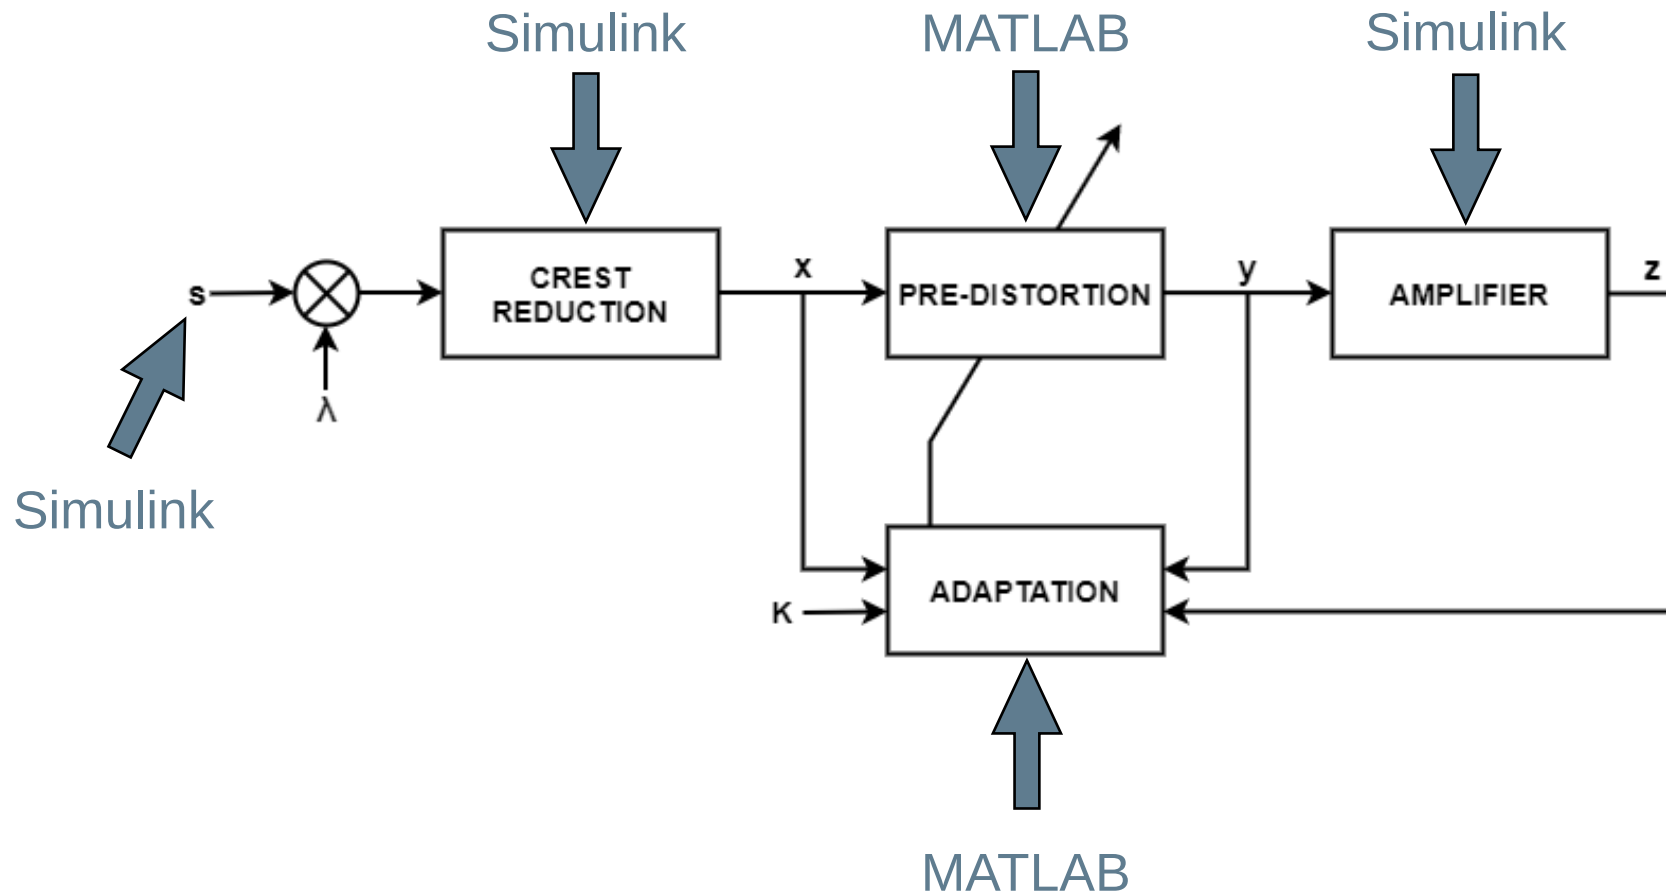 Simulink
MATLAB
Simulink
s
λ
CREST
REDUCTION
x
PRE-DISTORTION
y
AMPLIFIER
z
Simulink
K
ADAPTATION
MATLAB